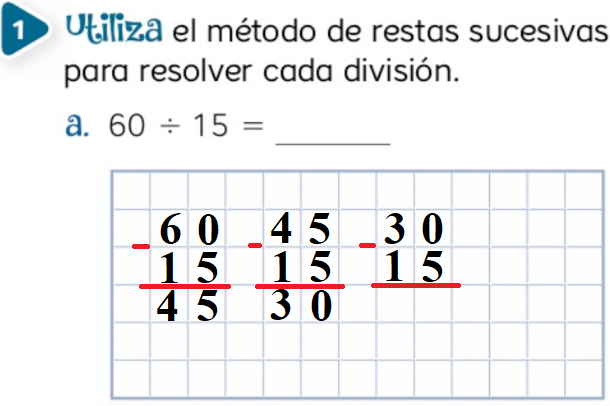 1 Utiliza el método de restas sucesivas
para resolver cada división.
a. 60 ÷ 15 = ________
- 60 - 45 - 30
15 15 15
45 30